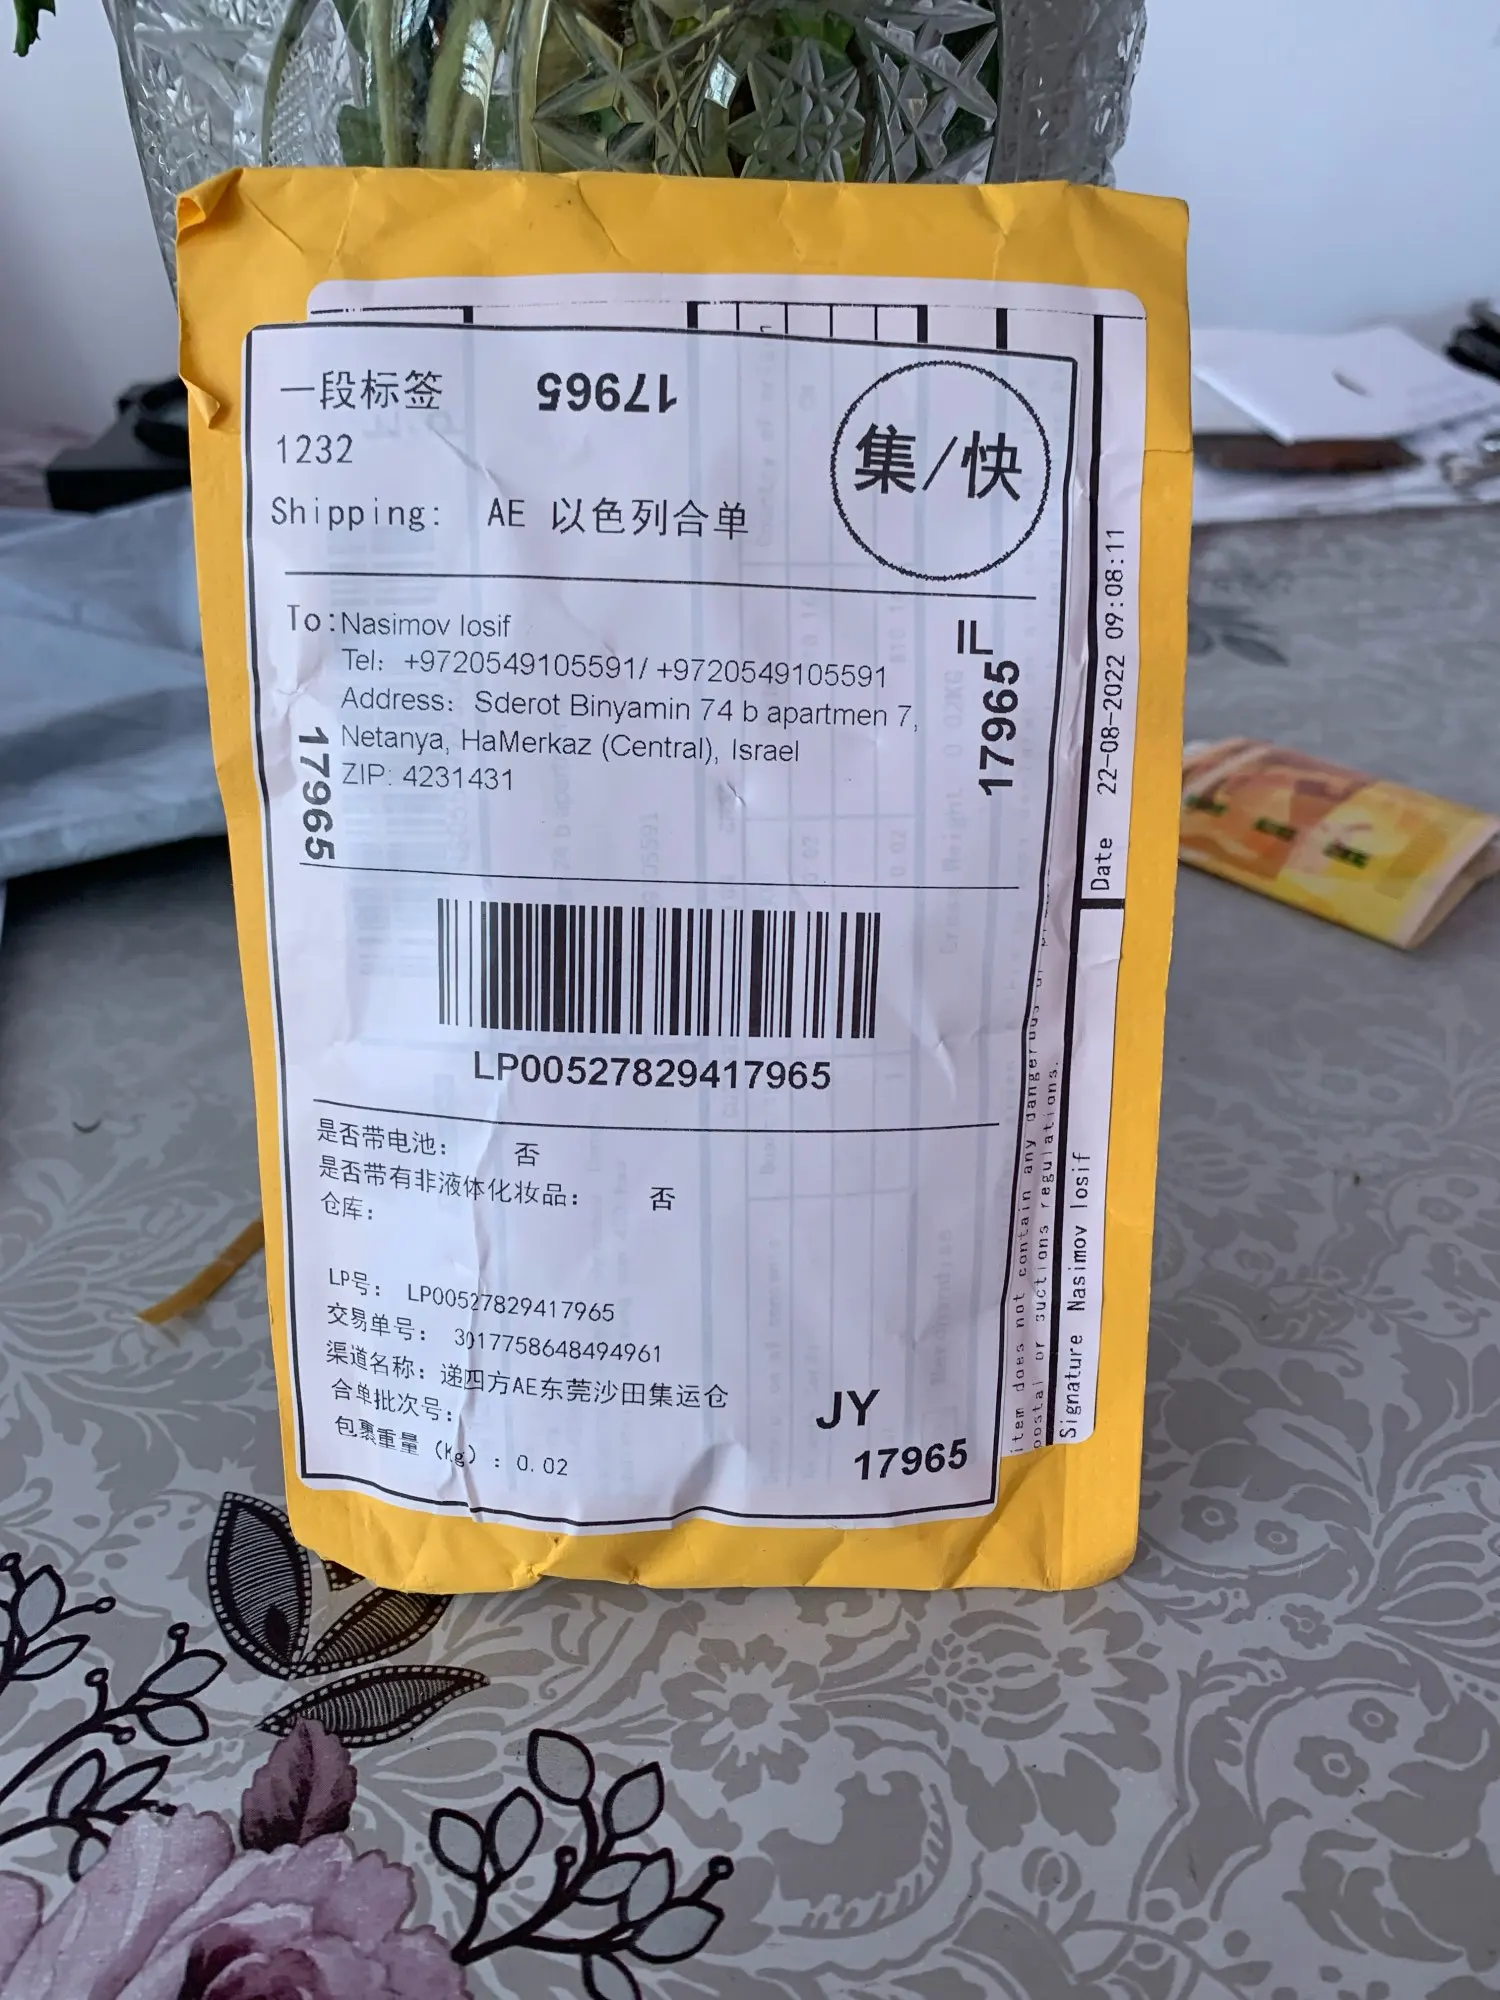 一段标签
17965
集/快
1232
Shipping: AE 以色列合单
To:Nasimov Iosif
Tel: +9720549105591/ +9720549105591
Address: Sderot Binyamin 74 b apartmen 7,
Netanya, HaMerkaz (Central), Israel
ZIP: 4231431
17965
IL
17965
LP00527829417965
是否带电池: 否
是否带有非液体化妆品: 否
仓库:
LP号: LP00527829417965
交易单号: 3017758648494961
渠道名称: 递四方AE东莞沙田集运仓
合单批次号:
包裹重量 (Kg) : 0.02
JY
17965
Date 22-08-2022 09:08:11
item does not contain any dangerous
postal or suctions regulations.
Signature Nasimov Iosif